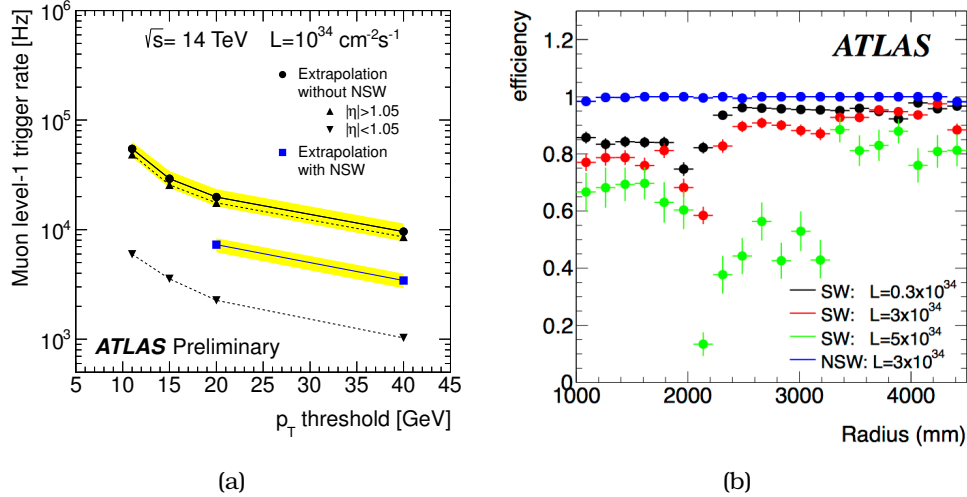 Muon level-1 trigger rate [Hz]
10^6
10^5
10^4
10^3
√s= 14 TeV L=10^34 cm^-2s^-1
Extrapolation
without NSW
|η|>1.05
|η|<1.05
Extrapolation
with NSW
ATLAS Preliminary
5 10 15 20 25 30 35 40 45
p_T threshold [GeV]
(a)
efficiency
1.2
1
0.8
0.6
0.4
0.2
0
ATLAS
SW: L=0.3x10^34
SW: L=3x10^34
SW: L=5x10^34
NSW: L=3x10^34
1000 2000 3000 4000
Radius (mm)
(b)